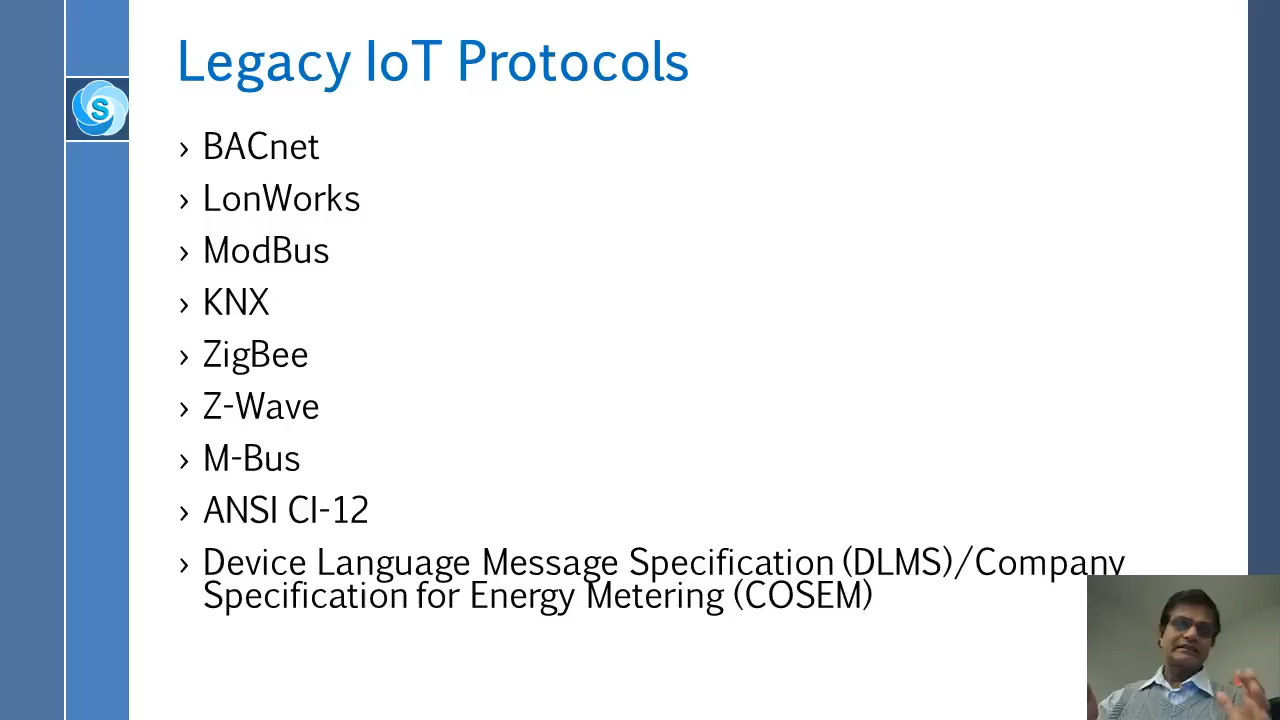 Legacy IoT Protocols
S
› BACnet
› LonWorks
› ModBus
› KNX
› ZigBee
› Z-Wave
› M-Bus
› ANSI CI-12
› Device Language Message Specification (DLMS)/Company
Specification for Energy Metering (COSEM)